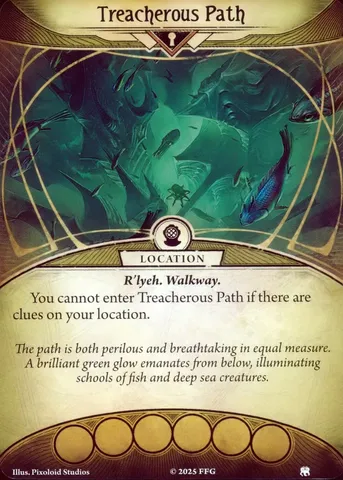 Treacherous Path
LOCATION
R'lyeh. Walkway.
You cannot enter Treacherous Path if there are
clues on your location.
The path is both perilous and breathtaking in equal measure.
A brilliant green glow emanates from below, illuminating
schools of fish and deep sea creatures.
Illus. Pixoloid Studios
© 2025 FFG